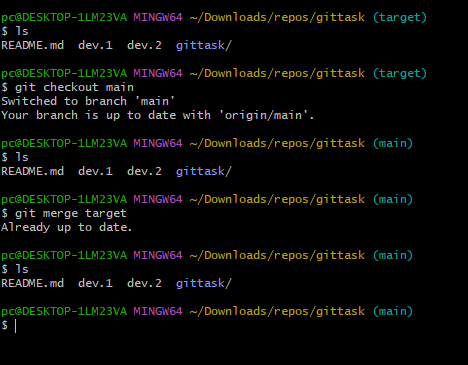 pc@DESKTOP-1LM23VA MINGW64 ~/Downloads/repos/gittask (target)
$ ls
README.md  dev.1  dev.2  gittask/
pc@DESKTOP-1LM23VA MINGW64 ~/Downloads/repos/gittask (target)
$ git checkout main
Switched to branch 'main'
Your branch is up to date with 'origin/main'.
pc@DESKTOP-1LM23VA MINGW64 ~/Downloads/repos/gittask (main)
$ ls
README.md  dev.1  dev.2  gittask/
pc@DESKTOP-1LM23VA MINGW64 ~/Downloads/repos/gittask (main)
$ git merge target
Already up to date.
pc@DESKTOP-1LM23VA MINGW64 ~/Downloads/repos/gittask (main)
$ ls
README.md  dev.1  dev.2  gittask/
pc@DESKTOP-1LM23VA MINGW64 ~/Downloads/repos/gittask (main)
$